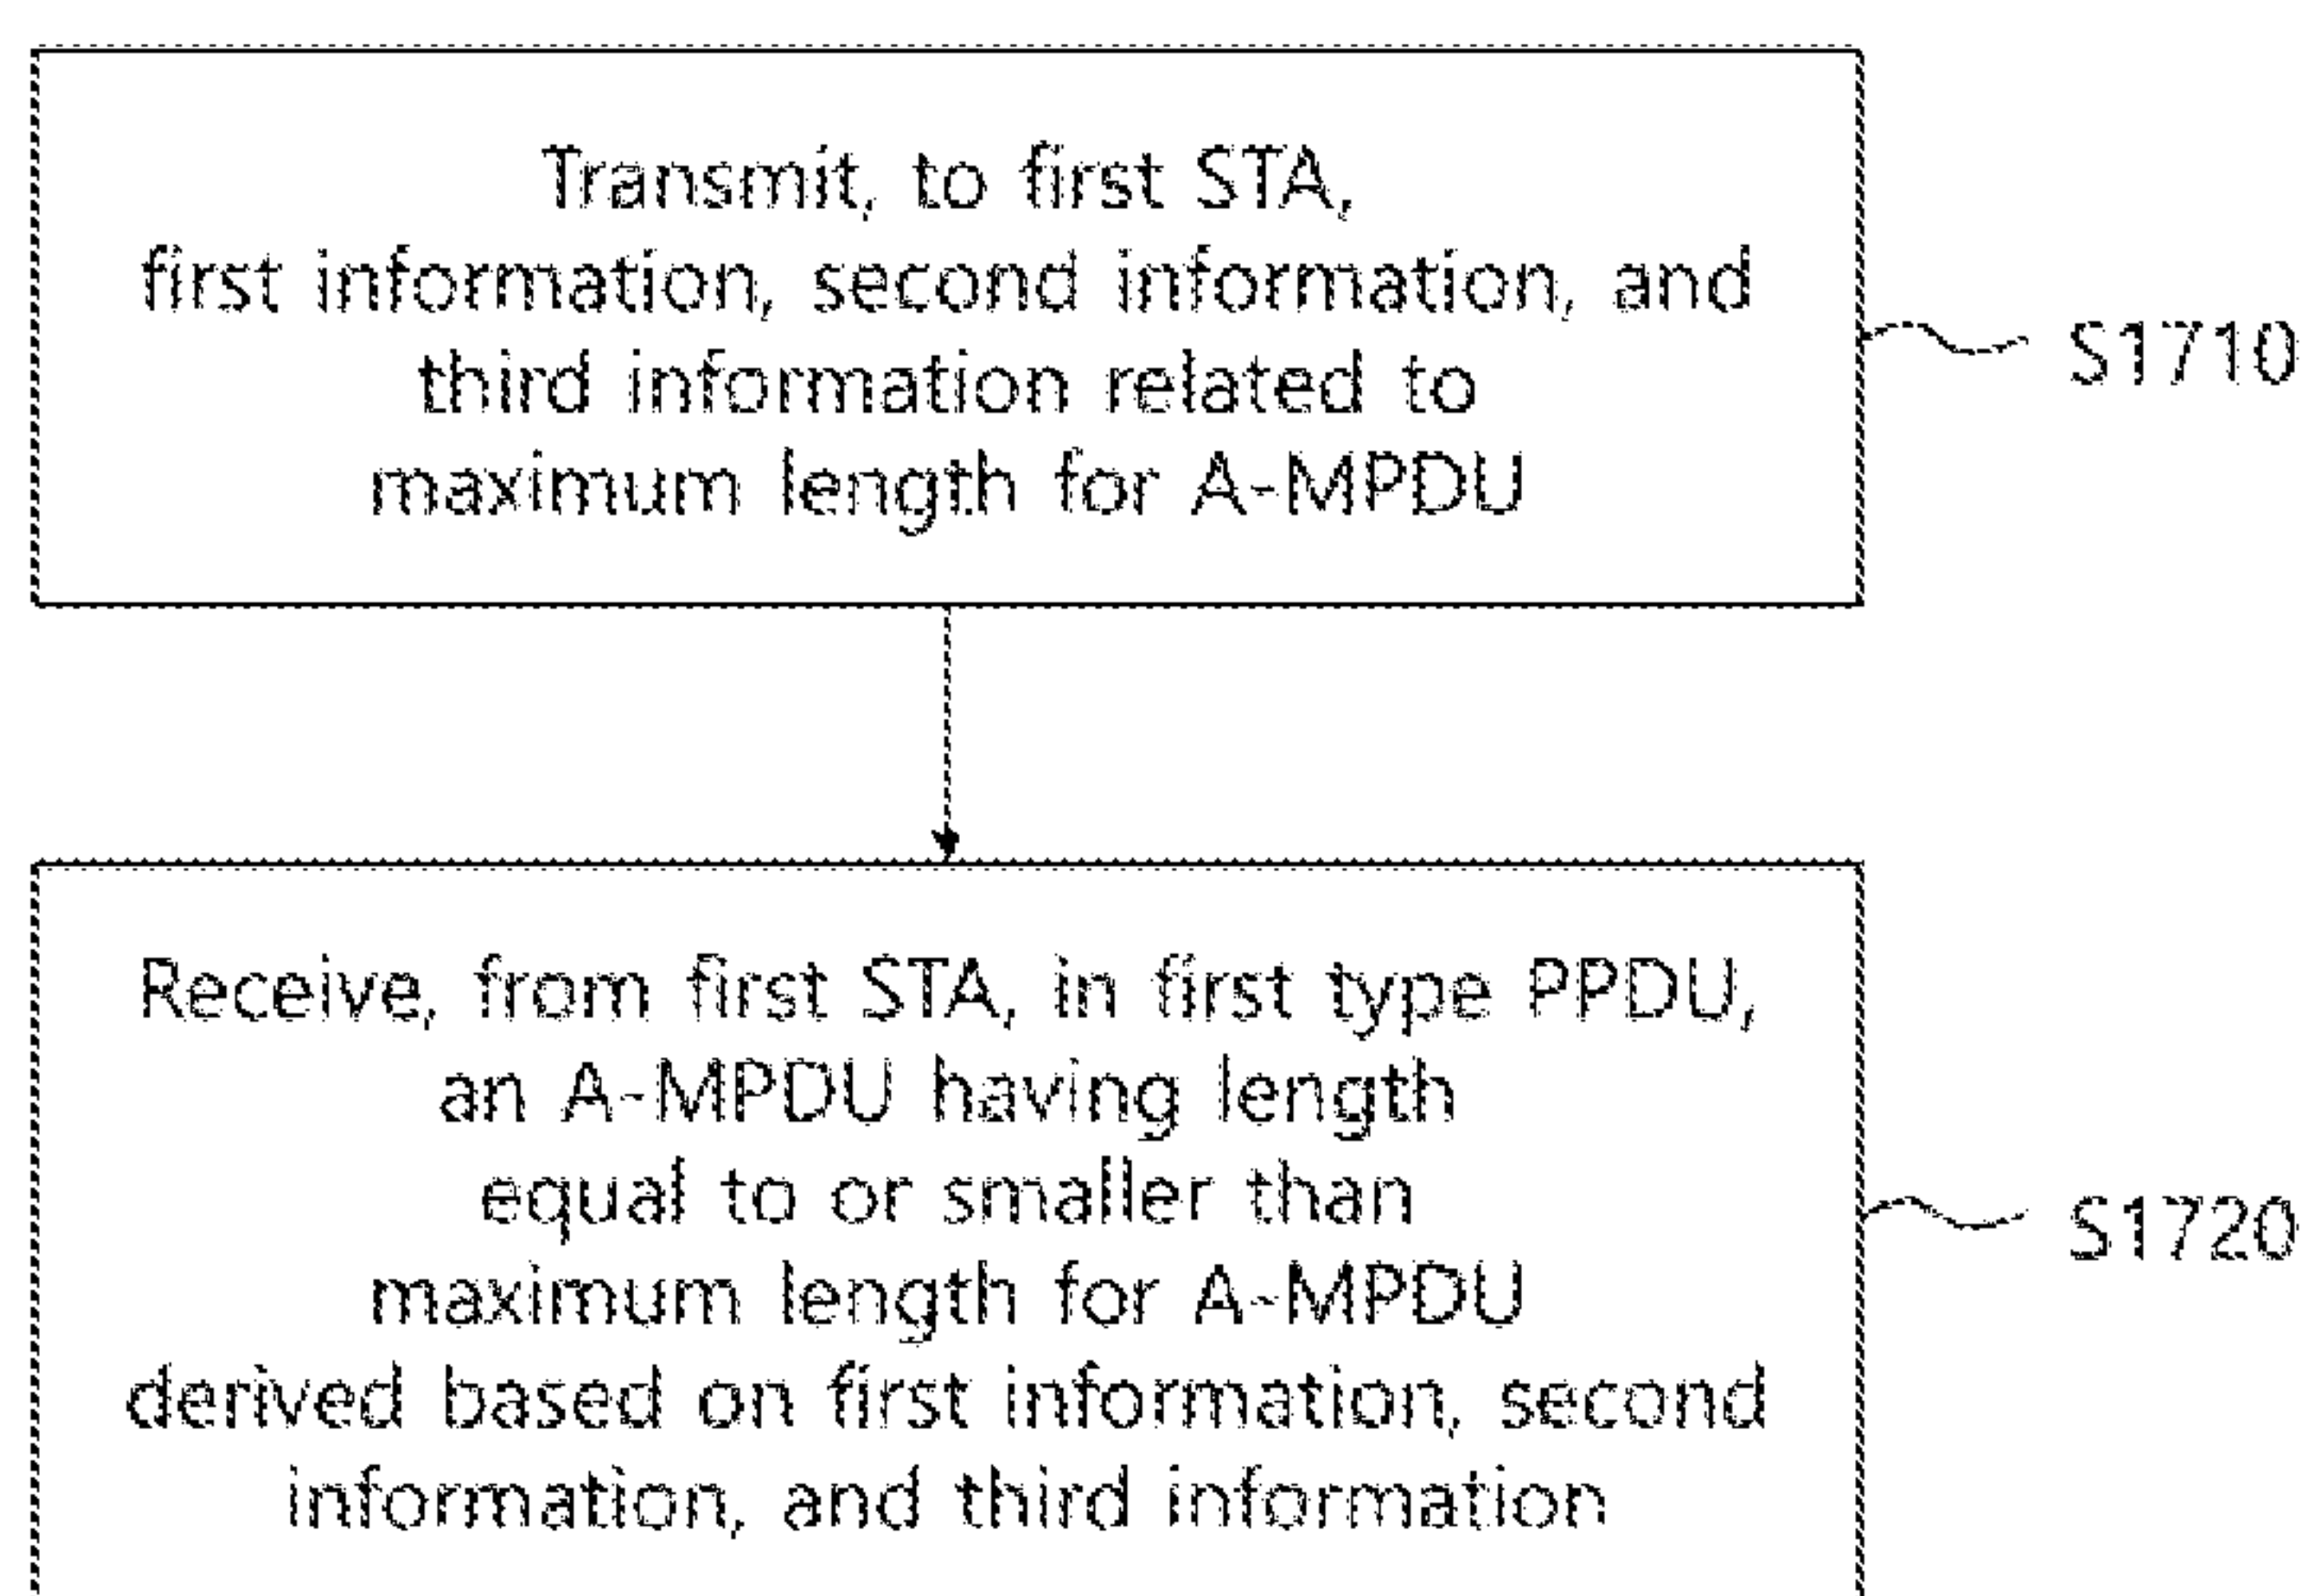 Transmit, to first STA,
first information, second information, and
third information related to
maximum length for A-MPDU
S1710
Receive, from first STA, in first type PPDU,
an A-MPDU having length
equal to or smaller than
maximum length for A-MPDU
derived based on first information, second
information, and third information
S1720